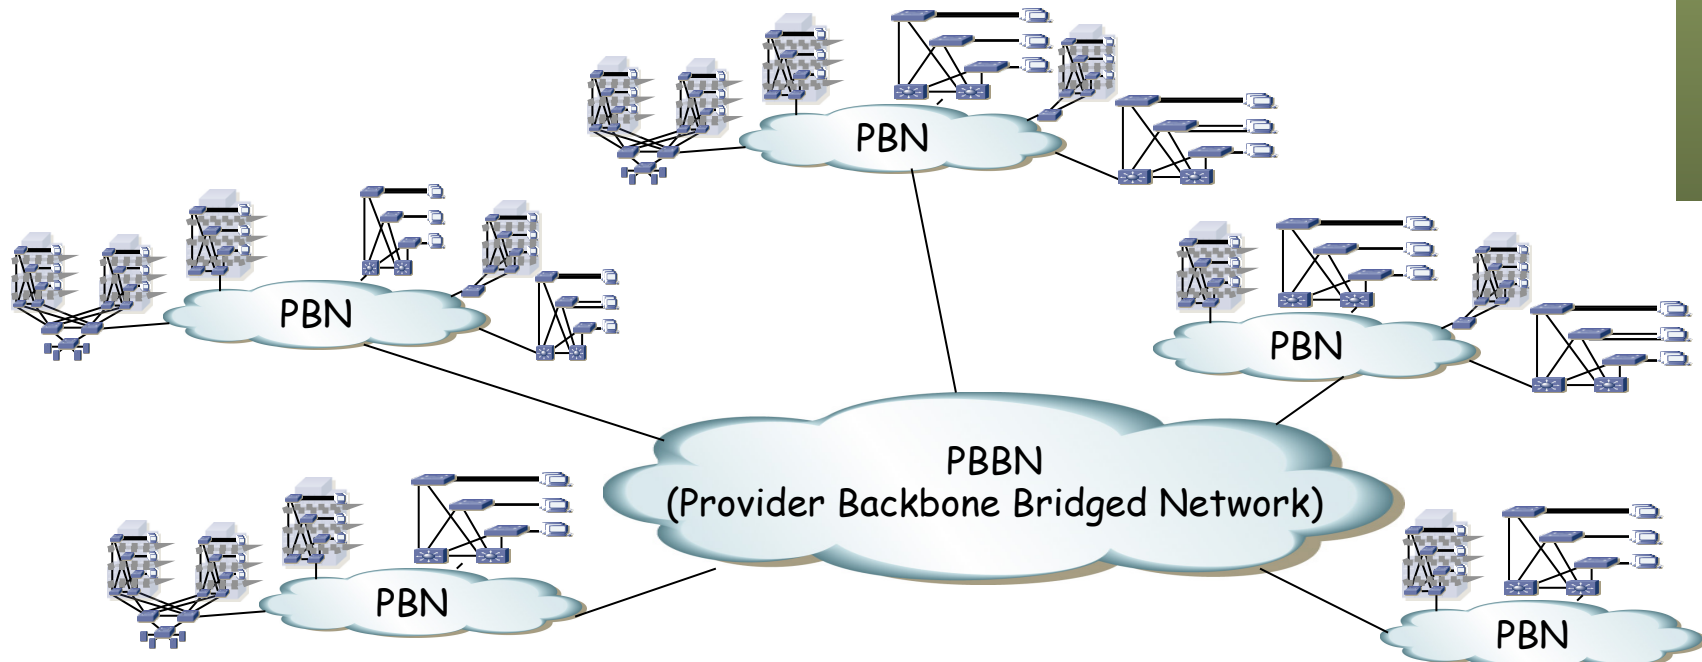 PBN
PBN
PBN
PBBN
(Provider Backbone Bridged Network)
PBN
PBN